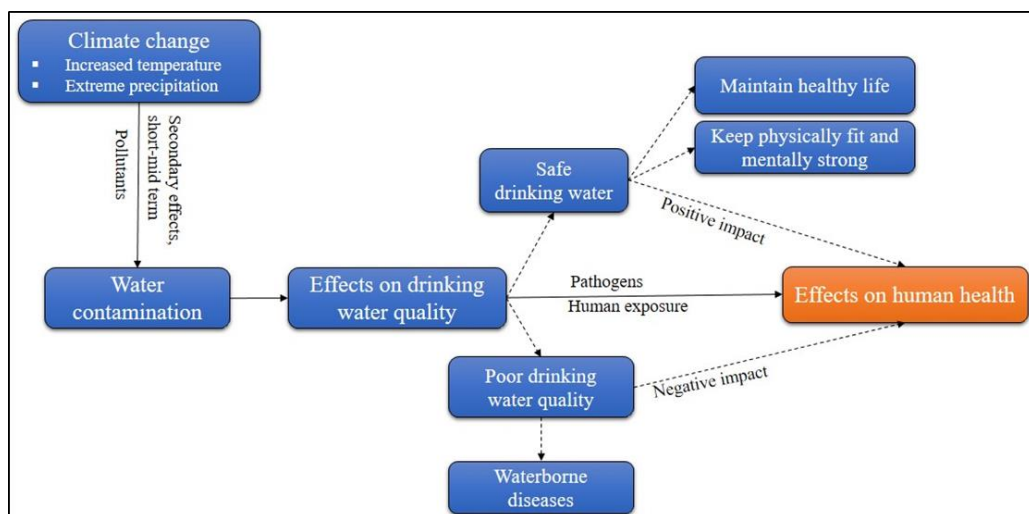 Climate change
▪ Increased temperature
▪ Extreme precipitation
Pollutants
Secondary effects,
short-mid term
Water
contamination
Effects on drinking
water quality
Safe
drinking water
Maintain healthy life
Keep physically fit and
mentally strong
Positive impact
Pathogens
Human exposure
Effects on human health
Poor drinking
water quality
Negative impact
Waterborne
diseases